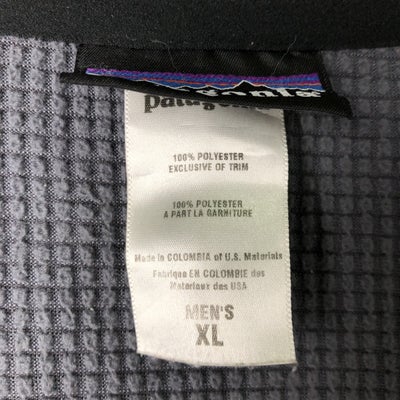 patagonia
100% POLYESTER
EXCLUSIVE OF TRIM
100% POLYESTER
A PART LA GARNITURE
Made in COLOMBIA of U.S. Materials
Fabrique EN COLOMBIE des
Materiaux des USA
MEN'S
XL